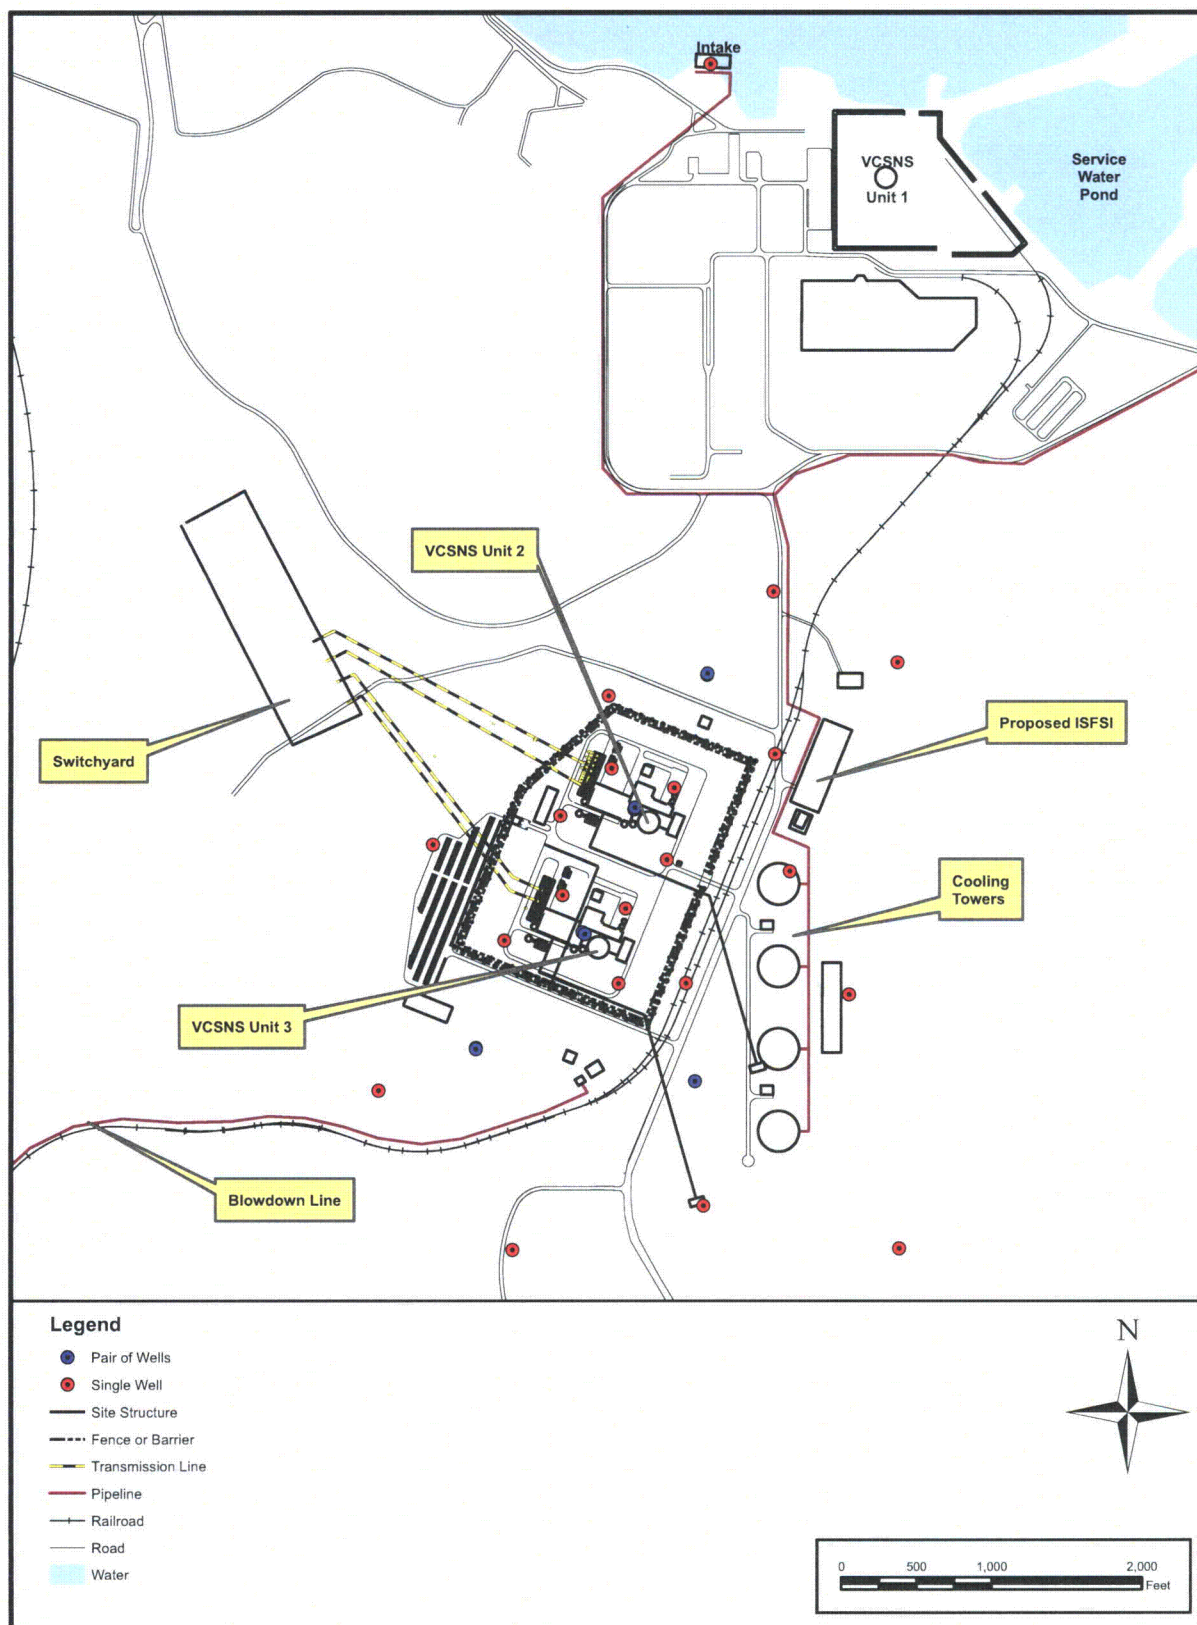 Intake
VCSNS
Unit 1
Service
Water
Pond
VCSNS Unit 2
Switchyard
Proposed ISFSI
Cooling
Towers
VCSNS Unit 3
Blowdown Line
Legend
Pair of Wells
Single Well
Site Structure
Fence or Barrier
Transmission Line
Pipeline
Railroad
Road
Water
N
0 500 1,000 2,000
Feet